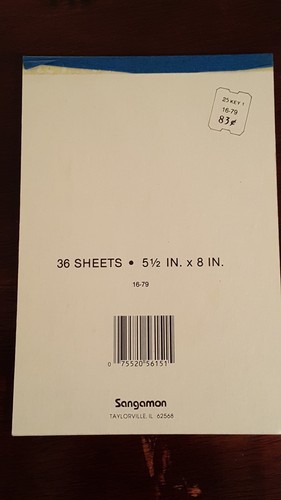 25 KEY 1
16-79
83¢
36 SHEETS • 5½ IN. x 8 IN.
16-79
0 75520 56151
Sangamon
TAYLORVILLE, IL 62568